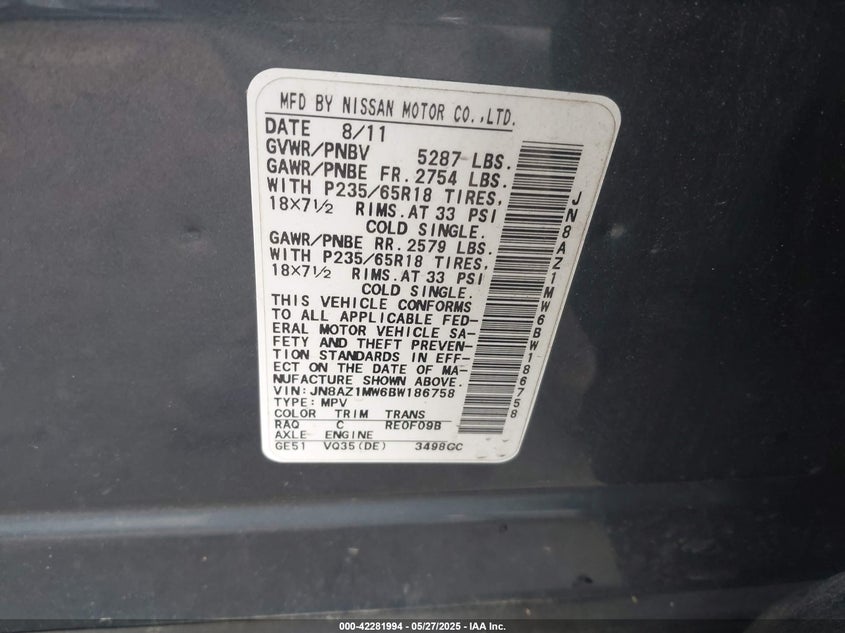 MFD BY NISSAN MOTOR CO.,LTD.
DATE 8/11
GVWR/PNBV 5287 LBS.
GAWR/PNBE FR. 2754 LBS.
WITH P235/65R18 TIRES,
18×7½ RIMS.AT 33 PSI
COLD SINGLE.
GAWR/PNBE RR. 2579 LBS.
WITH P235/65R18 TIRES,
18×7½ RIMS.AT 33 PSI
COLD SINGLE.
THIS VEHICLE CONFORMS
TO ALL APPLICABLE FED-
ERAL MOTOR VEHICLE SA-
FETY AND THEFT PREVEN-
TION STANDARDS IN EFF-
ECT ON THE DATE OF MA-
NUFACTURE SHOWN ABOVE.
VIN:JN8AZ1MW6BW186758
TYPE: MPV
COLOR TRIM TRANS
RAQ C RE0F09B
AXLE ENGINE
GE51 VQ35(DE) 3498CC
JN8AZ1MW6BW186758
000-42281994 — 05/27/2025 - IAA Inc.